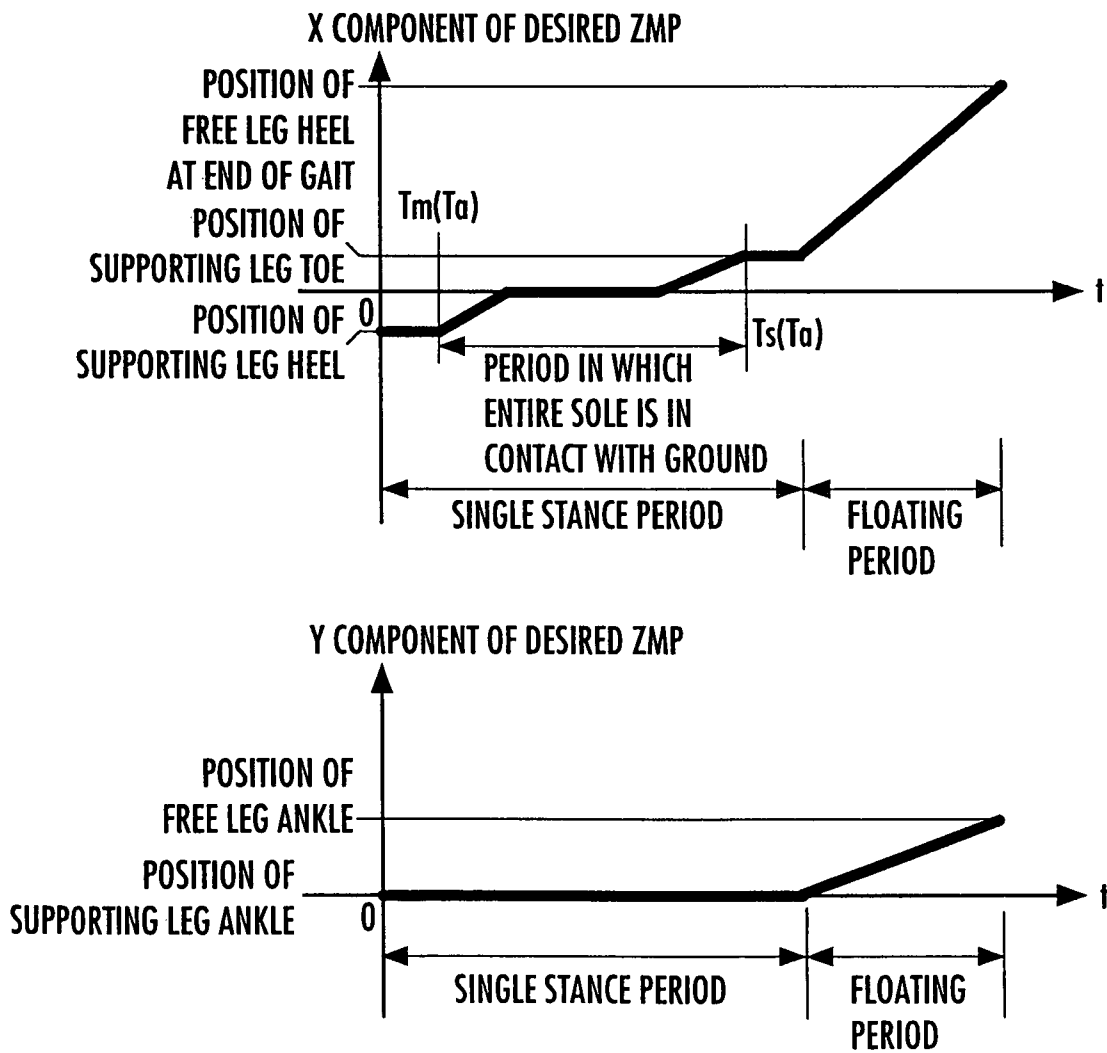 X COMPONENT OF DESIRED ZMP
POSITION OF
FREE LEG HEEL
AT END OF GAIT
Tm(Ta)
POSITION OF
SUPPORTING LEG TOE
t
0
POSITION OF
SUPPORTING LEG HEEL
Ts(Ta)
PERIOD IN WHICH
ENTIRE SOLE IS IN
CONTACT WITH GROUND
SINGLE STANCE PERIOD
FLOATING
PERIOD
Y COMPONENT OF DESIRED ZMP
POSITION OF
FREE LEG ANKLE
POSITION OF
SUPPORTING LEG ANKLE
0
t
SINGLE STANCE PERIOD
FLOATING
PERIOD